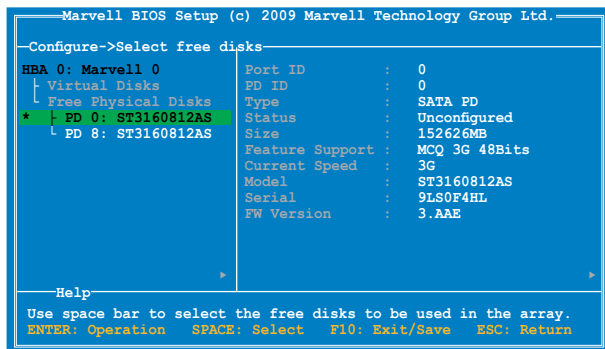 Marvell BIOS Setup (c) 2009 Marvell Technology Group Ltd.
Configure->Select free disks
HBA 0: Marvell 0
Virtual Disks
Free Physical Disks
* PD 0: ST3160812AS
PD 8: ST3160812AS
Port ID : 0
PD ID : 0
Type : SATA PD
Status : Unconfigured
Size : 152626MB
Feature Support : MCQ 3G 48Bits
Current Speed : 3G
Model : ST3160812AS
Serial : 9LS0F4HL
FW Version : 3.AAE
Help
Use space bar to select the free disks to be used in the array.
ENTER: Operation SPACE: Select F10: Exit/Save ESC: Return